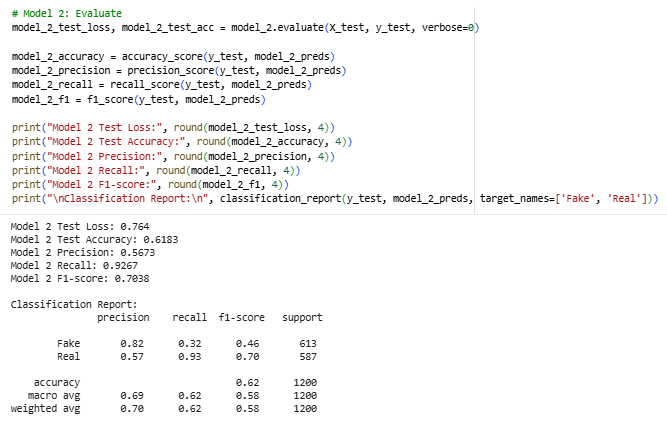 # Model 2: Evaluate
model_2_test_loss, model_2_test_acc = model_2.evaluate(X_test, y_test, verbose=0)
model_2_accuracy = accuracy_score(y_test, model_2_preds)
model_2_precision = precision_score(y_test, model_2_preds)
model_2_recall = recall_score(y_test, model_2_preds)
model_2_f1 = f1_score(y_test, model_2_preds)
print("Model 2 Test Loss:", round(model_2_test_loss, 4))
print("Model 2 Test Accuracy:", round(model_2_accuracy, 4))
print("Model 2 Precision:", round(model_2_precision, 4))
print("Model 2 Recall:", round(model_2_recall, 4))
print("Model 2 F1-score:", round(model_2_f1, 4))
print("\nClassification Report:\n", classification_report(y_test, model_2_preds, target_names=['Fake', 'Real']))
Model 2 Test Loss: 0.764
Model 2 Test Accuracy: 0.6183
Model 2 Precision: 0.5673
Model 2 Recall: 0.9267
Model 2 F1-score: 0.7038
Classification Report:
precision recall f1-score support
Fake 0.82 0.32 0.46 613
Real 0.57 0.93 0.70 587
accuracy 0.62 1200
macro avg 0.69 0.62 0.58 1200
weighted avg 0.70 0.62 0.58 1200